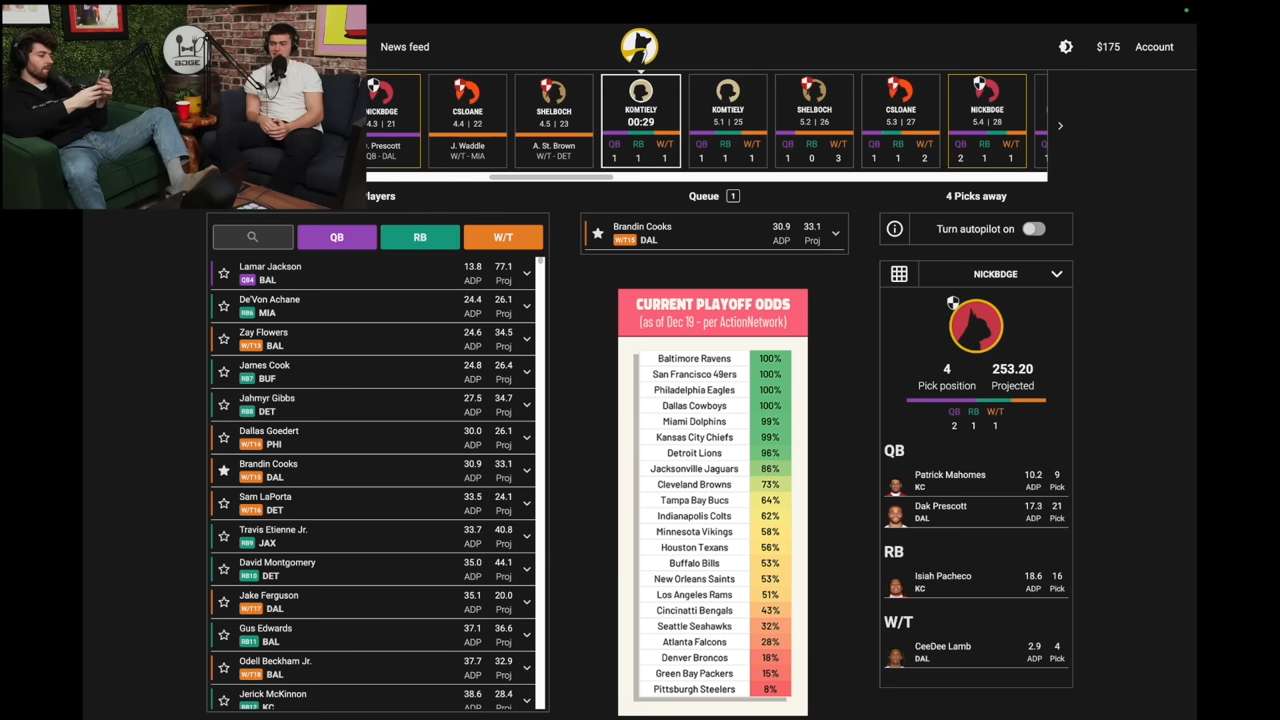 BDGE
News feed
$175
Account
NICKBDGE
4.3 | 21
Prescott
QB - DAL
CSLOANE
4.4 | 22
J. Waddle
W/T - MIA
SHELBOCH
4.5 | 23
A. St. Brown
W/T - DET
KOMTIELY
00:29
QB RB W/T
1 1 1
KOMTIELY
5.1 | 25
QB RB W/T
1 1 1
SHELBOCH
5.2 | 26
QB RB W/T
1 0 3
CSLOANE
5.3 | 27
QB RB W/T
1 1 2
NICKBDGE
5.4 | 28
QB RB W/T
2 1 1
layers
Queue 1
4 Picks away
QB
RB
W/T
Lamar Jackson 13.8 77.1
QB4 BAL ADP Proj
De'Von Achane 24.4 26.1
RB6 MIA ADP Proj
Zay Flowers 24.6 34.5
W/T13 BAL ADP Proj
James Cook 24.8 26.4
RB7 BUF ADP Proj
Jahmyr Gibbs 27.5 34.7
RB8 DET ADP Proj
Dallas Goedert 30.0 26.1
W/T14 PHI ADP Proj
Brandin Cooks 30.9 33.1
W/T15 DAL ADP Proj
Sam LaPorta 33.5 24.1
W/T16 DET ADP Proj
Travis Etienne Jr. 33.7 40.8
RB9 JAX ADP Proj
David Montgomery 35.0 44.1
RB10 DET ADP Proj
Jake Ferguson 35.1 20.0
W/T17 DAL ADP Proj
Gus Edwards 37.1 36.6
RB11 BAL ADP Proj
Odell Beckham Jr. 37.7 32.9
W/T18 BAL ADP Proj
Jerick McKinnon 38.6 28.4
RB12 KC ADP Proj
Brandin Cooks 30.9 33.1
W/T15 DAL ADP Proj
CURRENT PLAYOFF ODDS
(as of Dec 19 - per ActionNetwork)
Baltimore Ravens 100%
San Francisco 49ers 100%
Philadelphia Eagles 100%
Dallas Cowboys 100%
Miami Dolphins 99%
Kansas City Chiefs 99%
Detroit Lions 96%
Jacksonville Jaguars 86%
Cleveland Browns 73%
Tampa Bay Bucs 64%
Indianapolis Colts 62%
Minnesota Vikings 58%
Houston Texans 56%
Buffalo Bills 53%
New Orleans Saints 53%
Los Angeles Rams 51%
Cincinatti Bengals 43%
Seattle Seahawks 32%
Atlanta Falcons 28%
Denver Broncos 18%
Green Bay Packers 15%
Pittsburgh Steelers 8%
Turn autopilot on
NICKBDGE
4 253.20
Pick position Projected
QB RB W/T
2 1 1
QB
Patrick Mahomes 10.2 9
KC ADP Pick
Dak Prescott 17.3 21
DAL ADP Pick
RB
Isiah Pacheco 18.6 16
KC ADP Pick
W/T
CeeDee Lamb 2.9 4
DAL ADP Pick